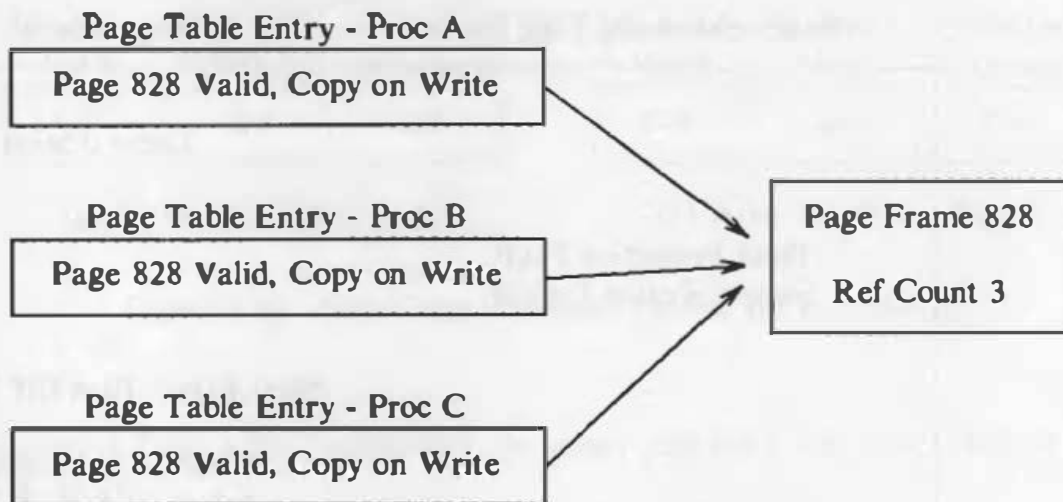 Page Table Entry - Proc A
Page 828 Valid, Copy on Write
Page Table Entry - Proc B
Page 828 Valid, Copy on Write
Page Frame 828
Ref Count 3
Page Table Entry - Proc C
Page 828 Valid, Copy on Write